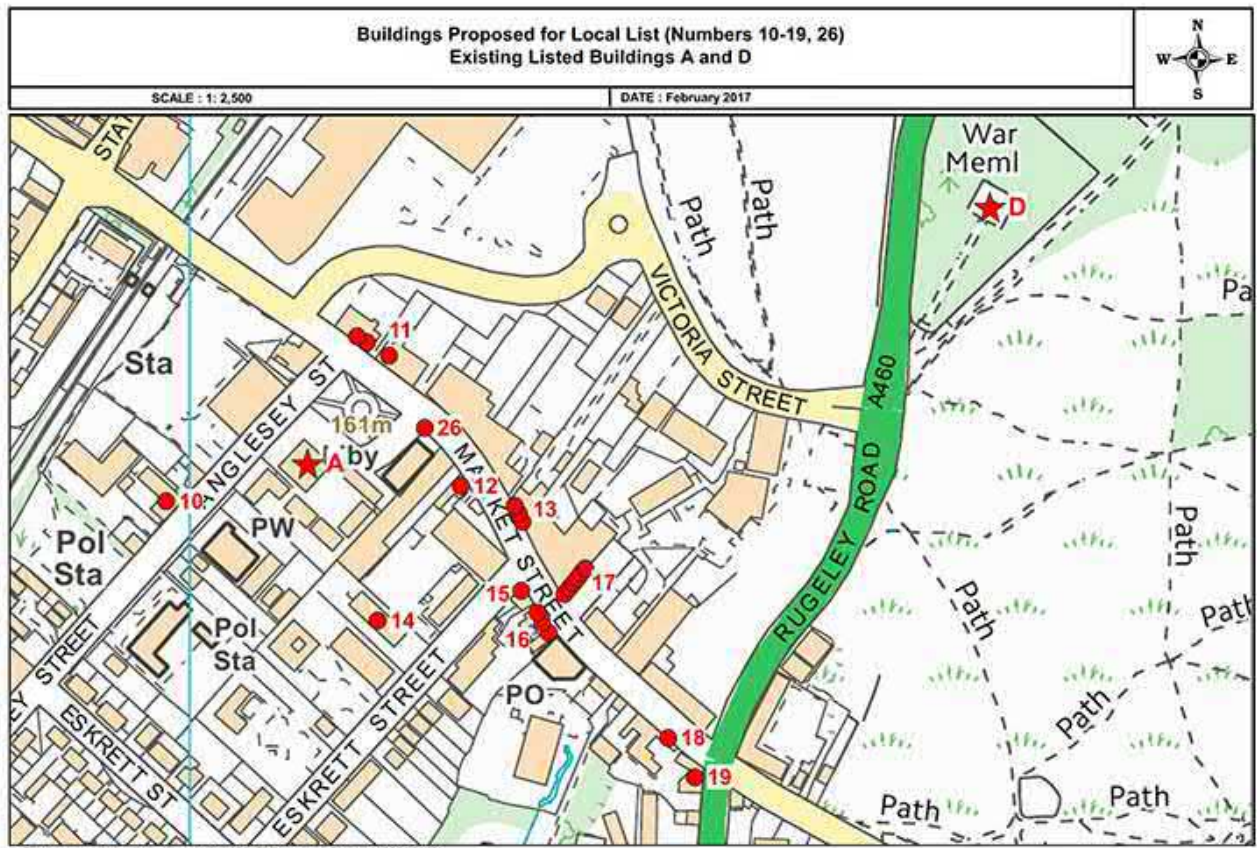 Buildings Proposed for Local List (Numbers 10-19, 26)
Existing Listed Buildings A and D
N
W E
S
SCALE : 1: 2,500
DATE : February 2017
STAT
War
Meml
D
Path
Path
VICTORIA STREET
A460
Pa
11
Sta
ANGLESEY ST
161m
26
A
by
MARKET STREET
12
10
13
RUGELEY ROAD
PW
Pol
Sta
Path
17
15
14
16
Path
Path
Pol
Sta
EY STREET
ESKRETT STREET
PO
ESKRETT ST
Path
18
19
Path
Path